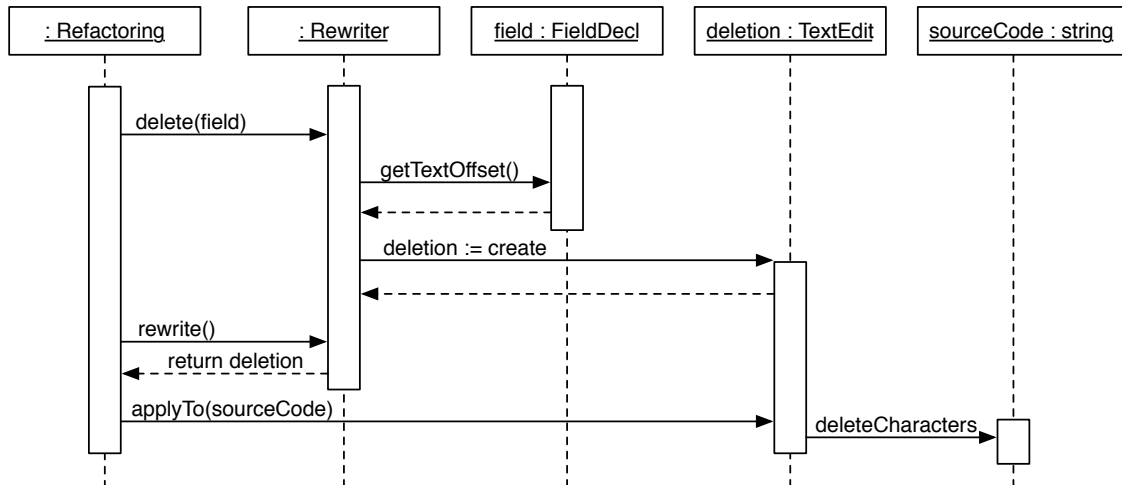 : Refactoring
: Rewriter
field : FieldDecl
deletion : TextEdit
sourceCode : string
delete(field)
getTextOffset()
deletion := create
rewrite()
return deletion
applyTo(sourceCode)
deleteCharacters